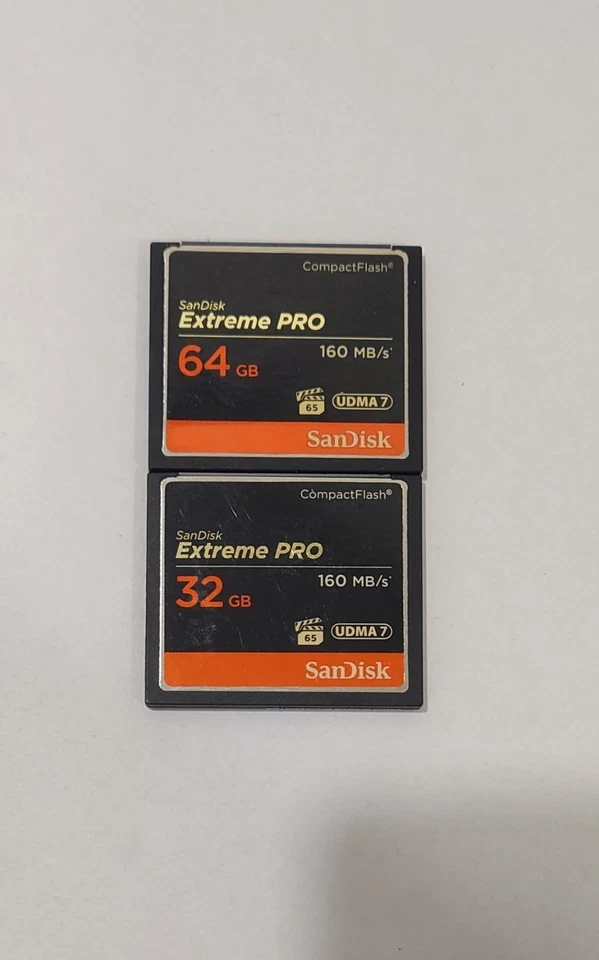 CompactFlash®
SanDisk
Extreme PRO
64 GB 160 MB/s*
65 UDMA 7
SanDisk
CompactFlash®
SanDisk
Extreme PRO
32 GB 160 MB/s*
65 UDMA 7
SanDisk